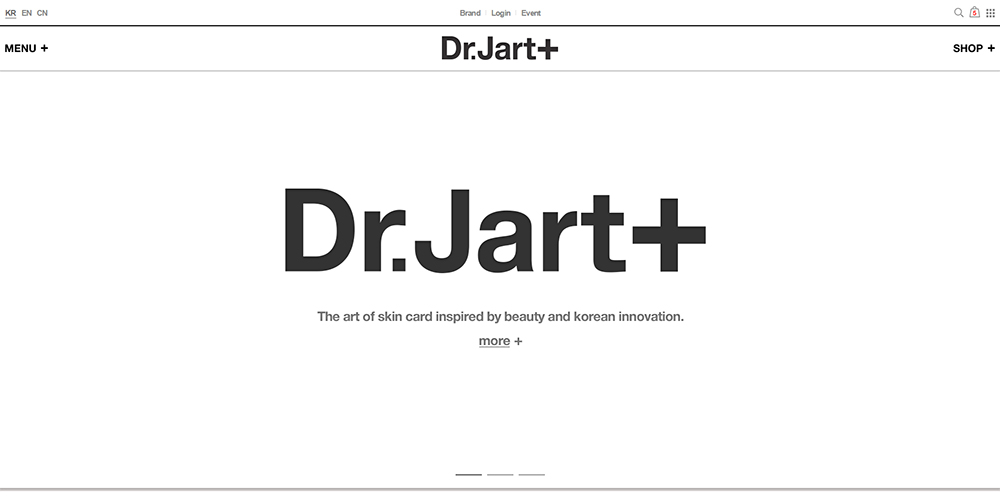 KR EN CN
Brand Login Event
5
MENU +
Dr.Jart+
SHOP +
Dr.Jart+
The art of skin card inspired by beauty and korean innovation.
more +